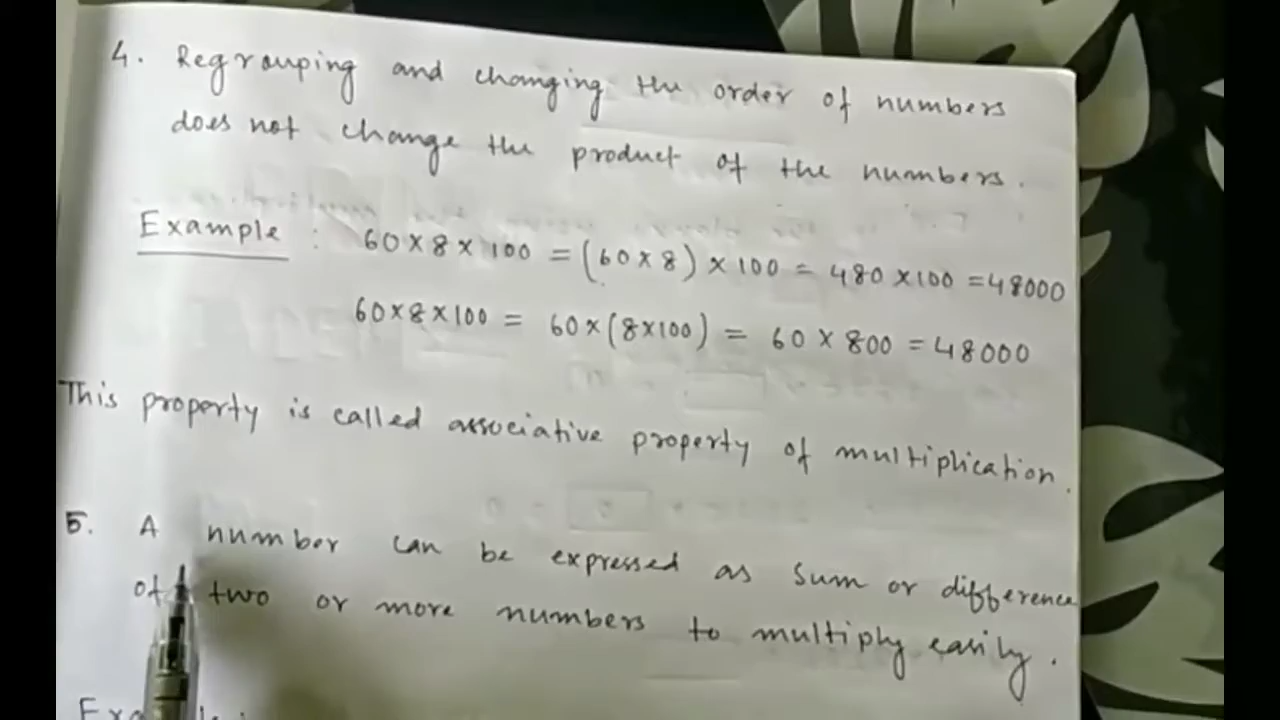 4. Regrouping and changing the order of numbers
does not change the product of the numbers.
Example : 60 × 8 × 100 = (60 × 8) × 100 = 480 × 100 = 48000
60 × 8 × 100 = 60 × (8 × 100) = 60 × 800 = 48000
This property is called associative property of multiplication.
5. A number can be expressed as sum or difference
of two or more numbers to multiply easily.